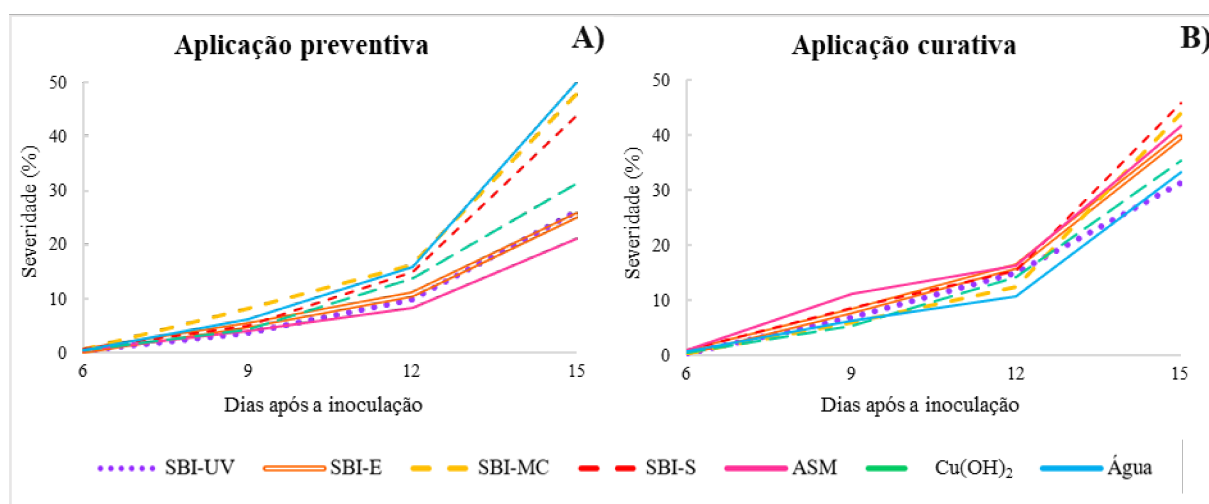 Aplicação preventiva
A)
Severidade (%)
50
40
30
20
10
0
6
9
12
15
Dias após a inoculação
Aplicação curativa
B)
Severidade (%)
50
40
30
20
10
0
6
9
12
15
Dias após a inoculação
SBI-UV SBI-E SBI-MC SBI-S ASM Cu(OH)₂ Água